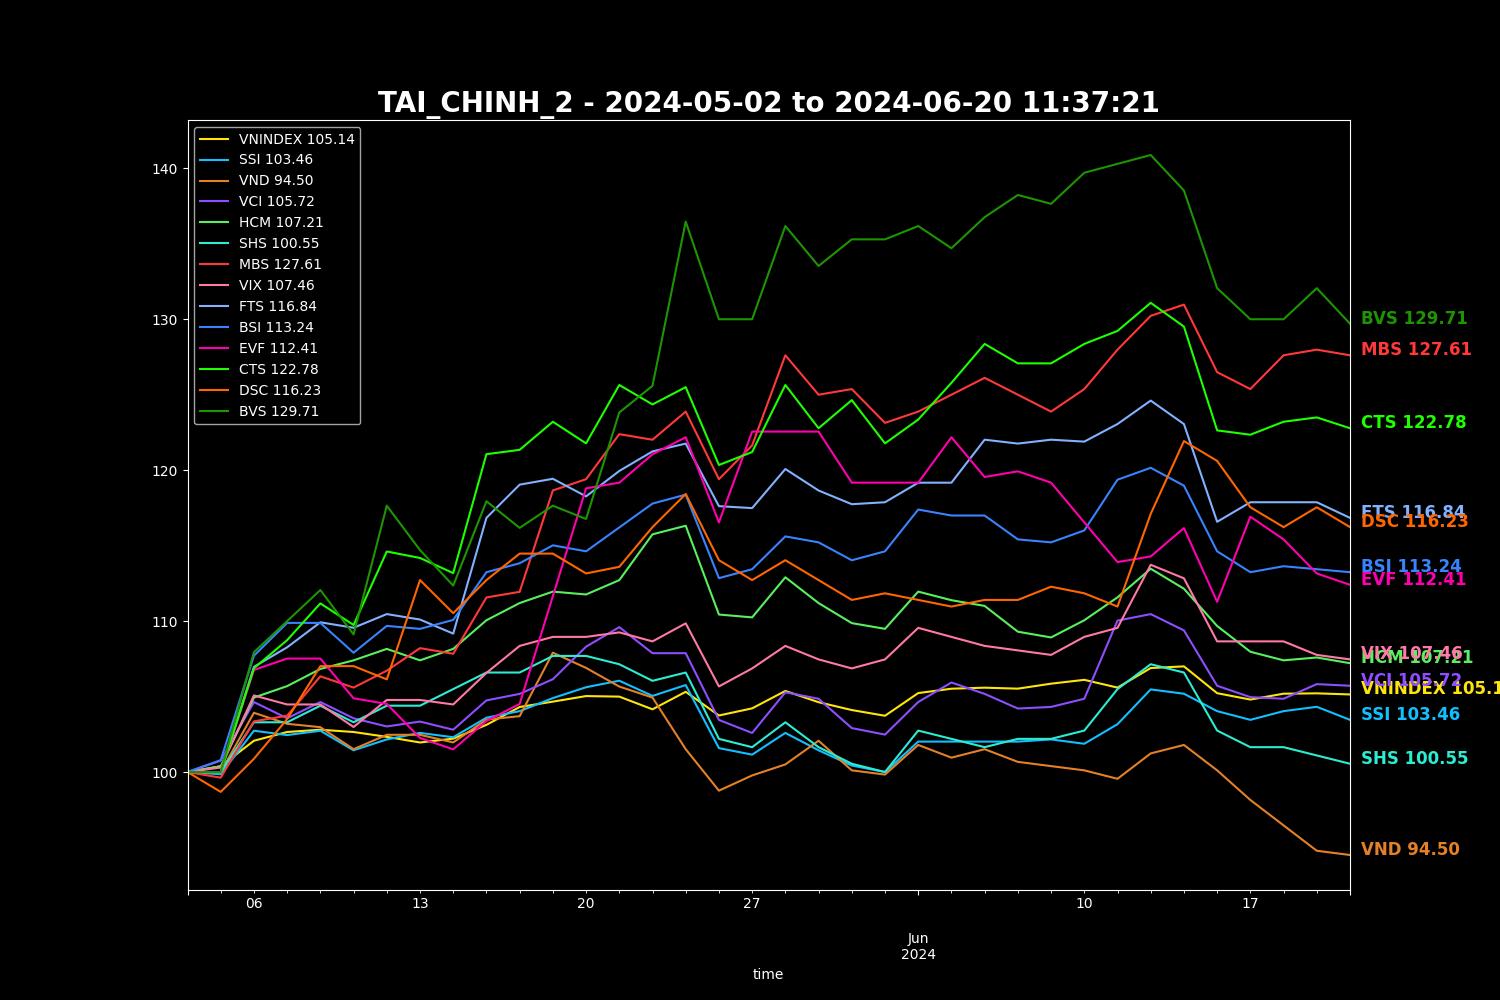 TAI_CHINH_2 - 2024-05-02 to 2024-06-20 11:37:21
VNINDEX 105.14
SSI 103.46
VND 94.50
VCI 105.72
HCM 107.21
SHS 100.55
MBS 127.61
VIX 107.46
FTS 116.84
BSI 113.24
EVF 112.41
CTS 122.78
DSC 116.23
BVS 129.71
140
130
120
110
100
BVS 129.71
MBS 127.61
CTS 122.78
FTS 116.84
DSC 116.23
BSI 113.24
EVF 112.41
VIX 107.46
HCM 107.21
VCI 105.72
VNINDEX 105.1
SSI 103.46
SHS 100.55
VND 94.50
06
13
20
27
10
17
Jun
2024
time